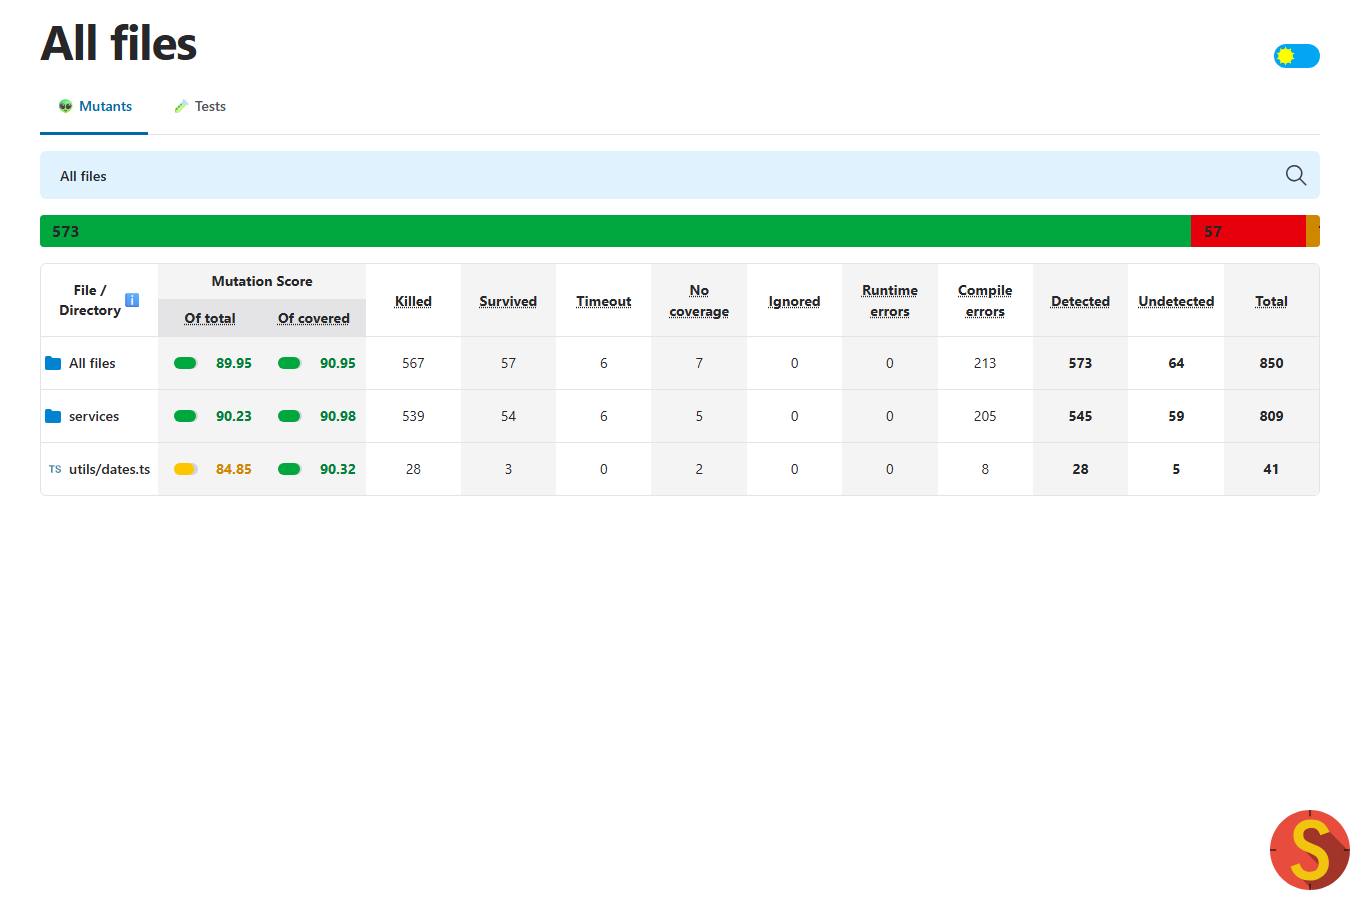 All files
Mutants Tests
All files
573 57
File / Directory Mutation Score Killed Survived Timeout No coverage Ignored Runtime errors Compile errors Detected Undetected Total
Of total Of covered
All files 89.95 90.95 567 57 6 7 0 0 213 573 64 850
services 90.23 90.98 539 54 6 5 0 0 205 545 59 809
TS utils/dates.ts 84.85 90.32 28 3 0 2 0 0 8 28 5 41
S